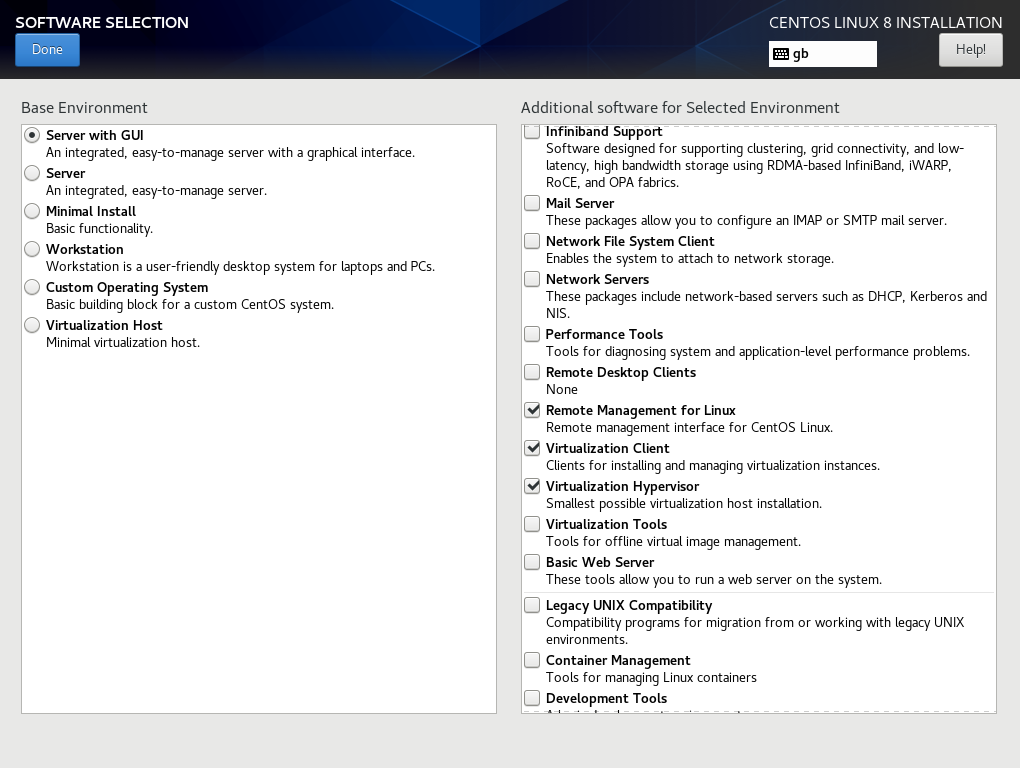 SOFTWARE SELECTION
CENTOS LINUX 8 INSTALLATION
Done
gb
Help!
Base Environment
Server with GUI
An integrated, easy-to-manage server with a graphical interface.
Server
An integrated, easy-to-manage server.
Minimal Install
Basic functionality.
Workstation
Workstation is a user-friendly desktop system for laptops and PCs.
Custom Operating System
Basic building block for a custom CentOS system.
Virtualization Host
Minimal virtualization host.
Additional software for Selected Environment
Infiniband Support
Software designed for supporting clustering, grid connectivity, and low-
latency, high bandwidth storage using RDMA-based InfiniBand, iWARP,
RoCE, and OPA fabrics.
Mail Server
These packages allow you to configure an IMAP or SMTP mail server.
Network File System Client
Enables the system to attach to network storage.
Network Servers
These packages include network-based servers such as DHCP, Kerberos and
NIS.
Performance Tools
Tools for diagnosing system and application-level performance problems.
Remote Desktop Clients
None
Remote Management for Linux
Remote management interface for CentOS Linux.
Virtualization Client
Clients for installing and managing virtualization instances.
Virtualization Hypervisor
Smallest possible virtualization host installation.
Virtualization Tools
Tools for offline virtual image management.
Basic Web Server
These tools allow you to run a web server on the system.
Legacy UNIX Compatibility
Compatibility programs for migration from or working with legacy UNIX
environments.
Container Management
Tools for managing Linux containers
Development Tools